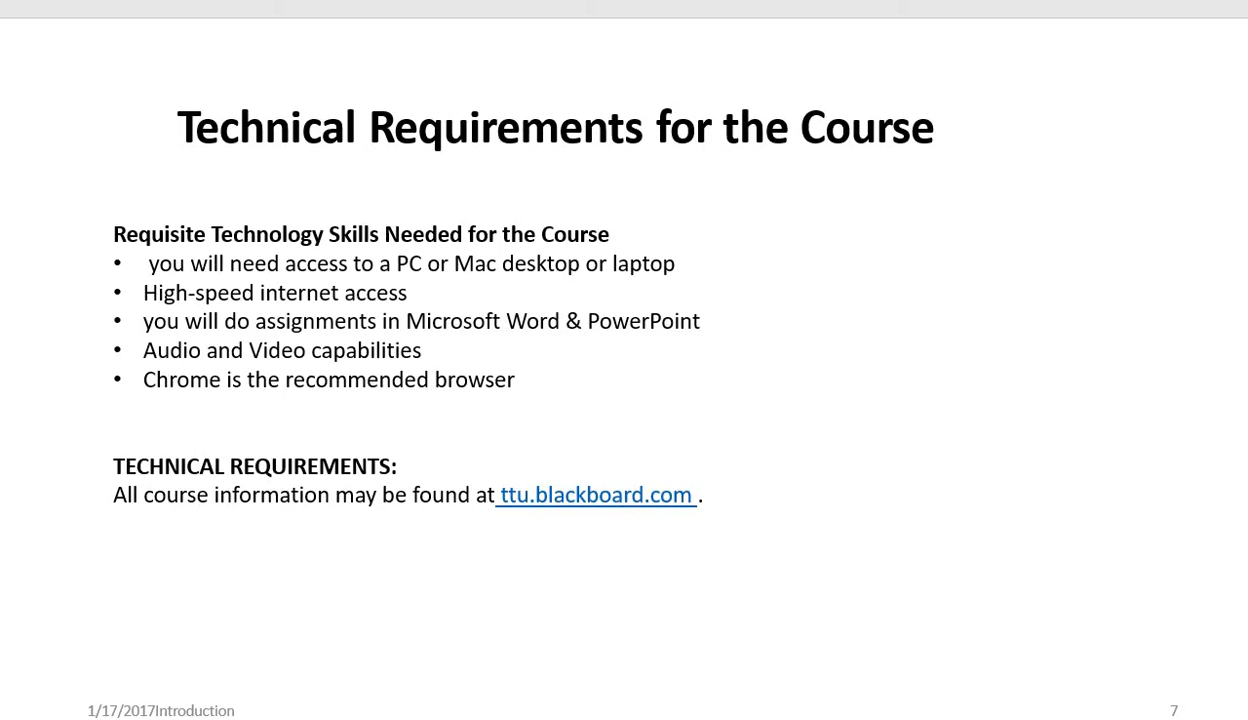 Technical Requirements for the Course
Requisite Technology Skills Needed for the Course
• you will need access to a PC or Mac desktop or laptop
• High-speed internet access
• you will do assignments in Microsoft Word & PowerPoint
• Audio and Video capabilities
• Chrome is the recommended browser
TECHNICAL REQUIREMENTS:
All course information may be found at ttu.blackboard.com .
1/17/2017Introduction
7